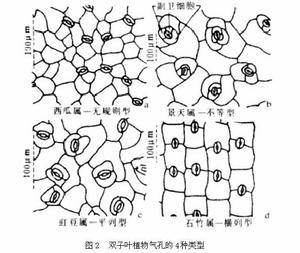 副卫细胞
100μm
a
b
西瓜属—无规则型
景天属—不等型
100μm
c
d
豇豆属—平列型
石竹属—横列型
图2 双子叶植物气孔的4种类型